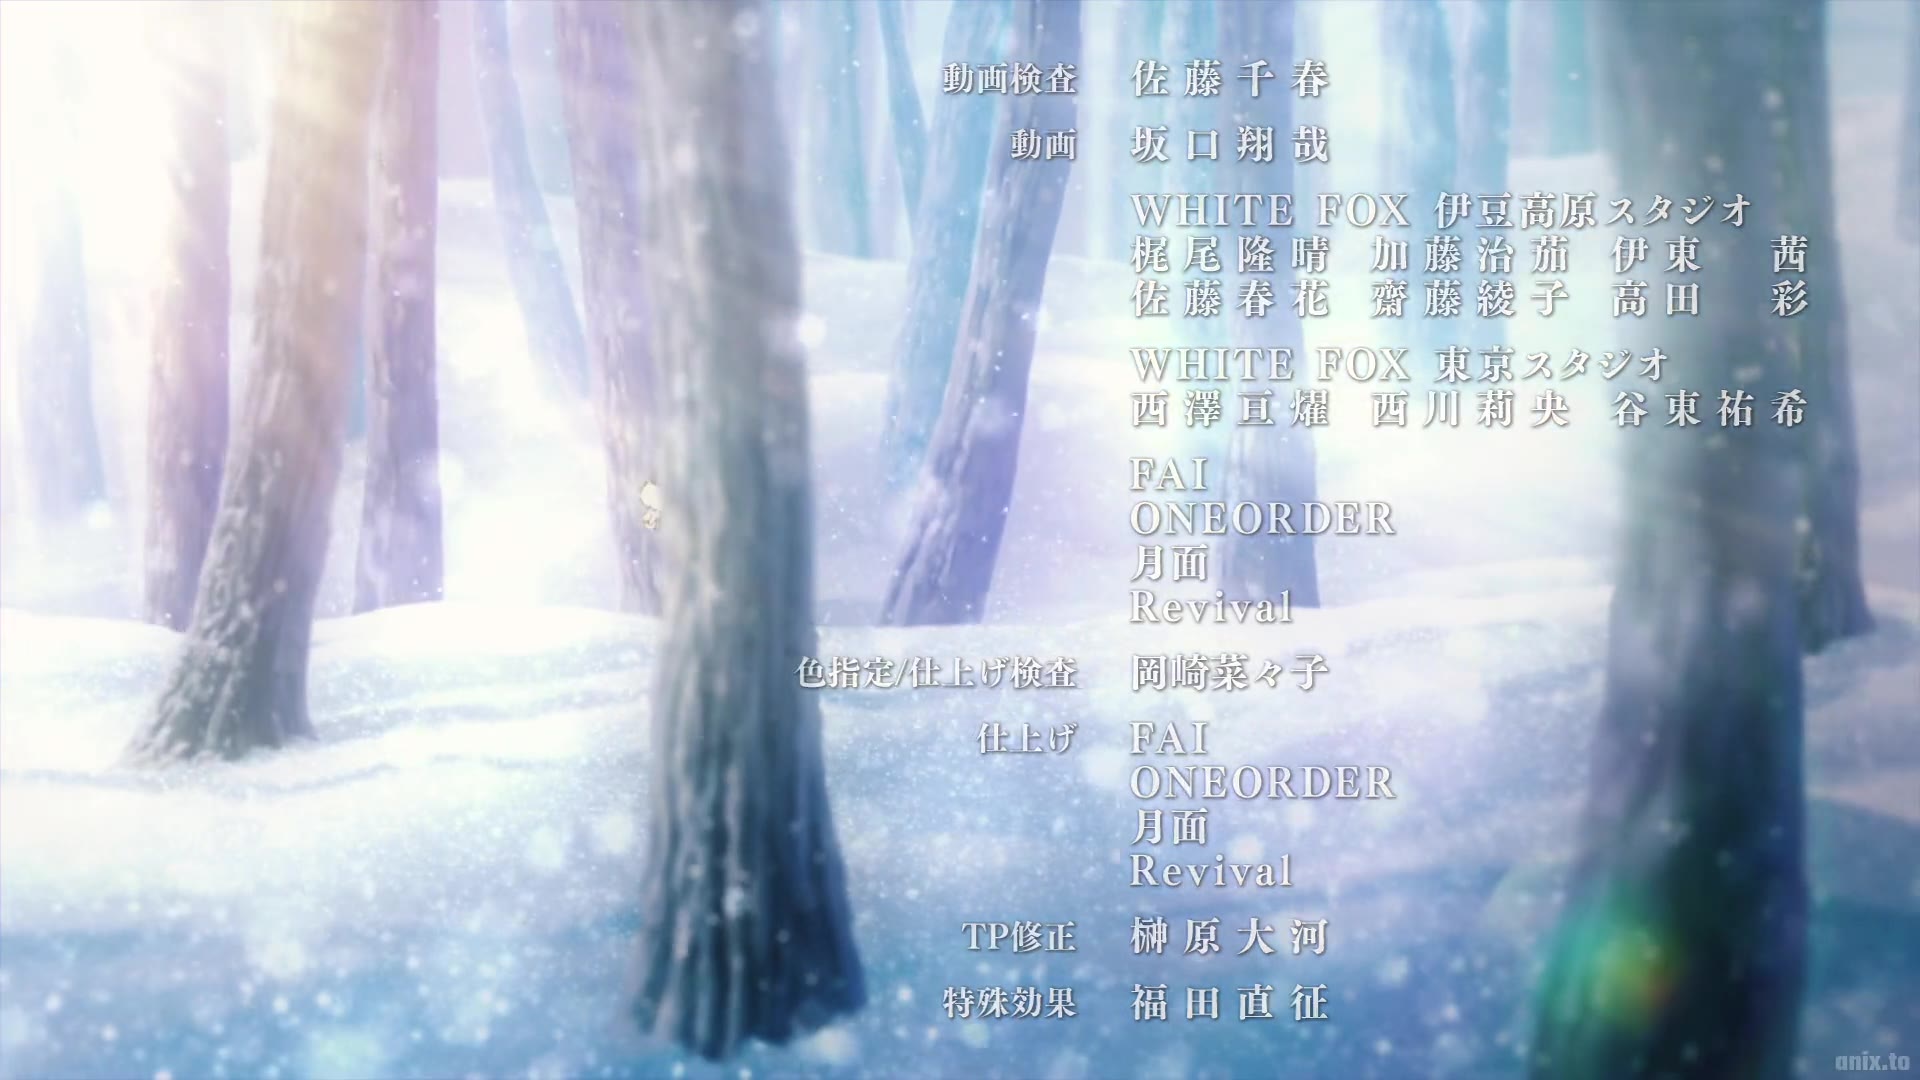 動画検査 佐藤千春
動画 坂口翔哉
WHITE FOX 伊豆高原スタジオ
梶尾隆晴 加藤治茄 伊東 茜
佐藤春花 齋藤綾子 高田 彩
WHITE FOX 東京スタジオ
西澤亘燿 西川莉央 谷東祐希
FAI
ONEORDER
月面
Revival
色指定/仕上げ検査 岡崎菜々子
仕上げ FAI
ONEORDER
月面
Revival
TP修正 榊原大河
特殊効果 福田直征
anix.to